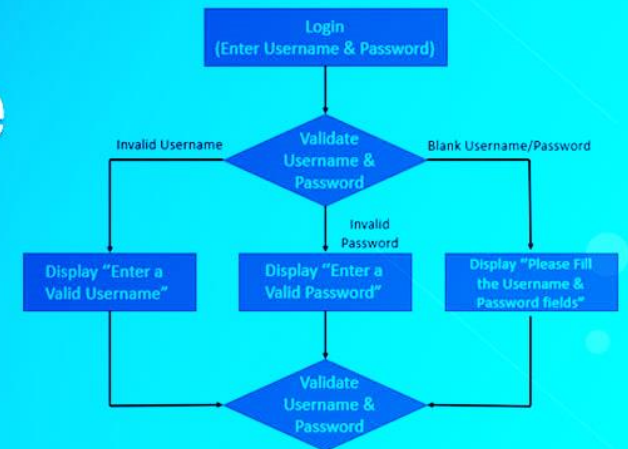 Login
(Enter Username & Password)
Validate
Username &
Password
Invalid Username
Blank Username/Password
Invalid
Password
Display "Enter a
Valid Username"
Display "Enter a
Valid Password"
Display "Please Fill
the Username &
Password fields"
Validate
Username &
Password